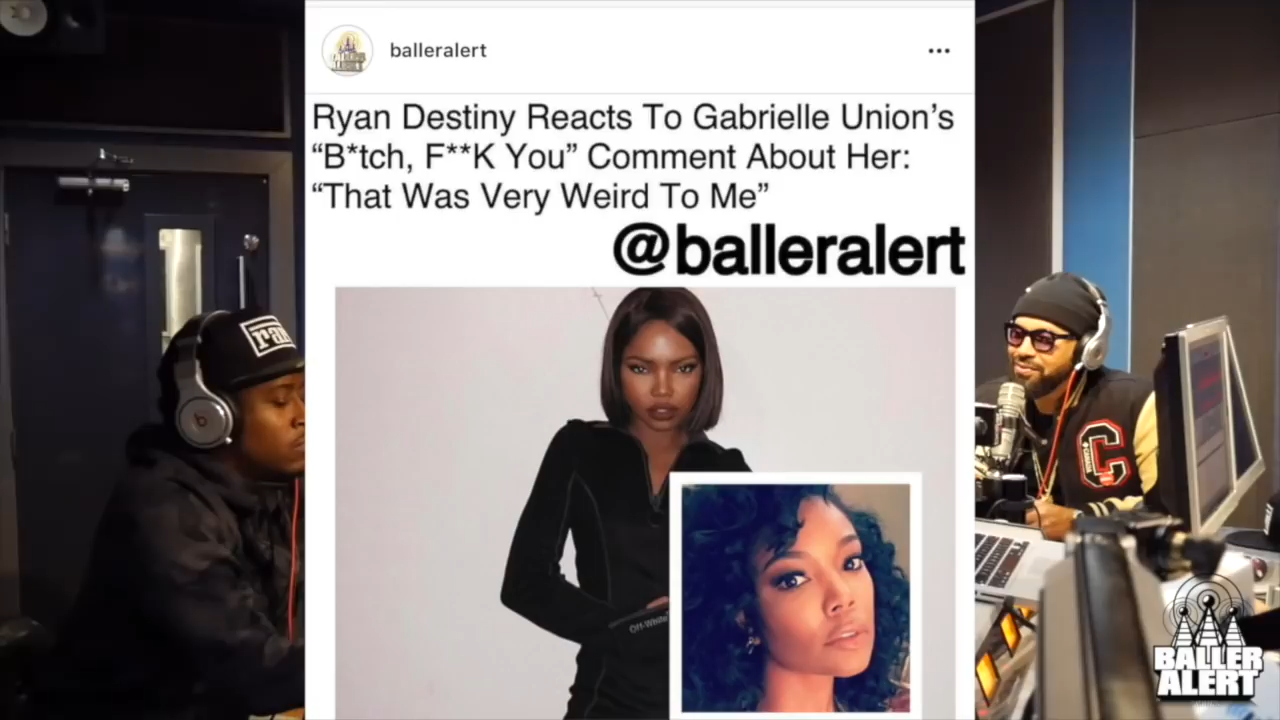 balleralert
Ryan Destiny Reacts To Gabrielle Union’s
“B*tch, F**K You” Comment About Her:
“That Was Very Weird To Me”
@balleralert
Off-White
C
BALLER
ALERT